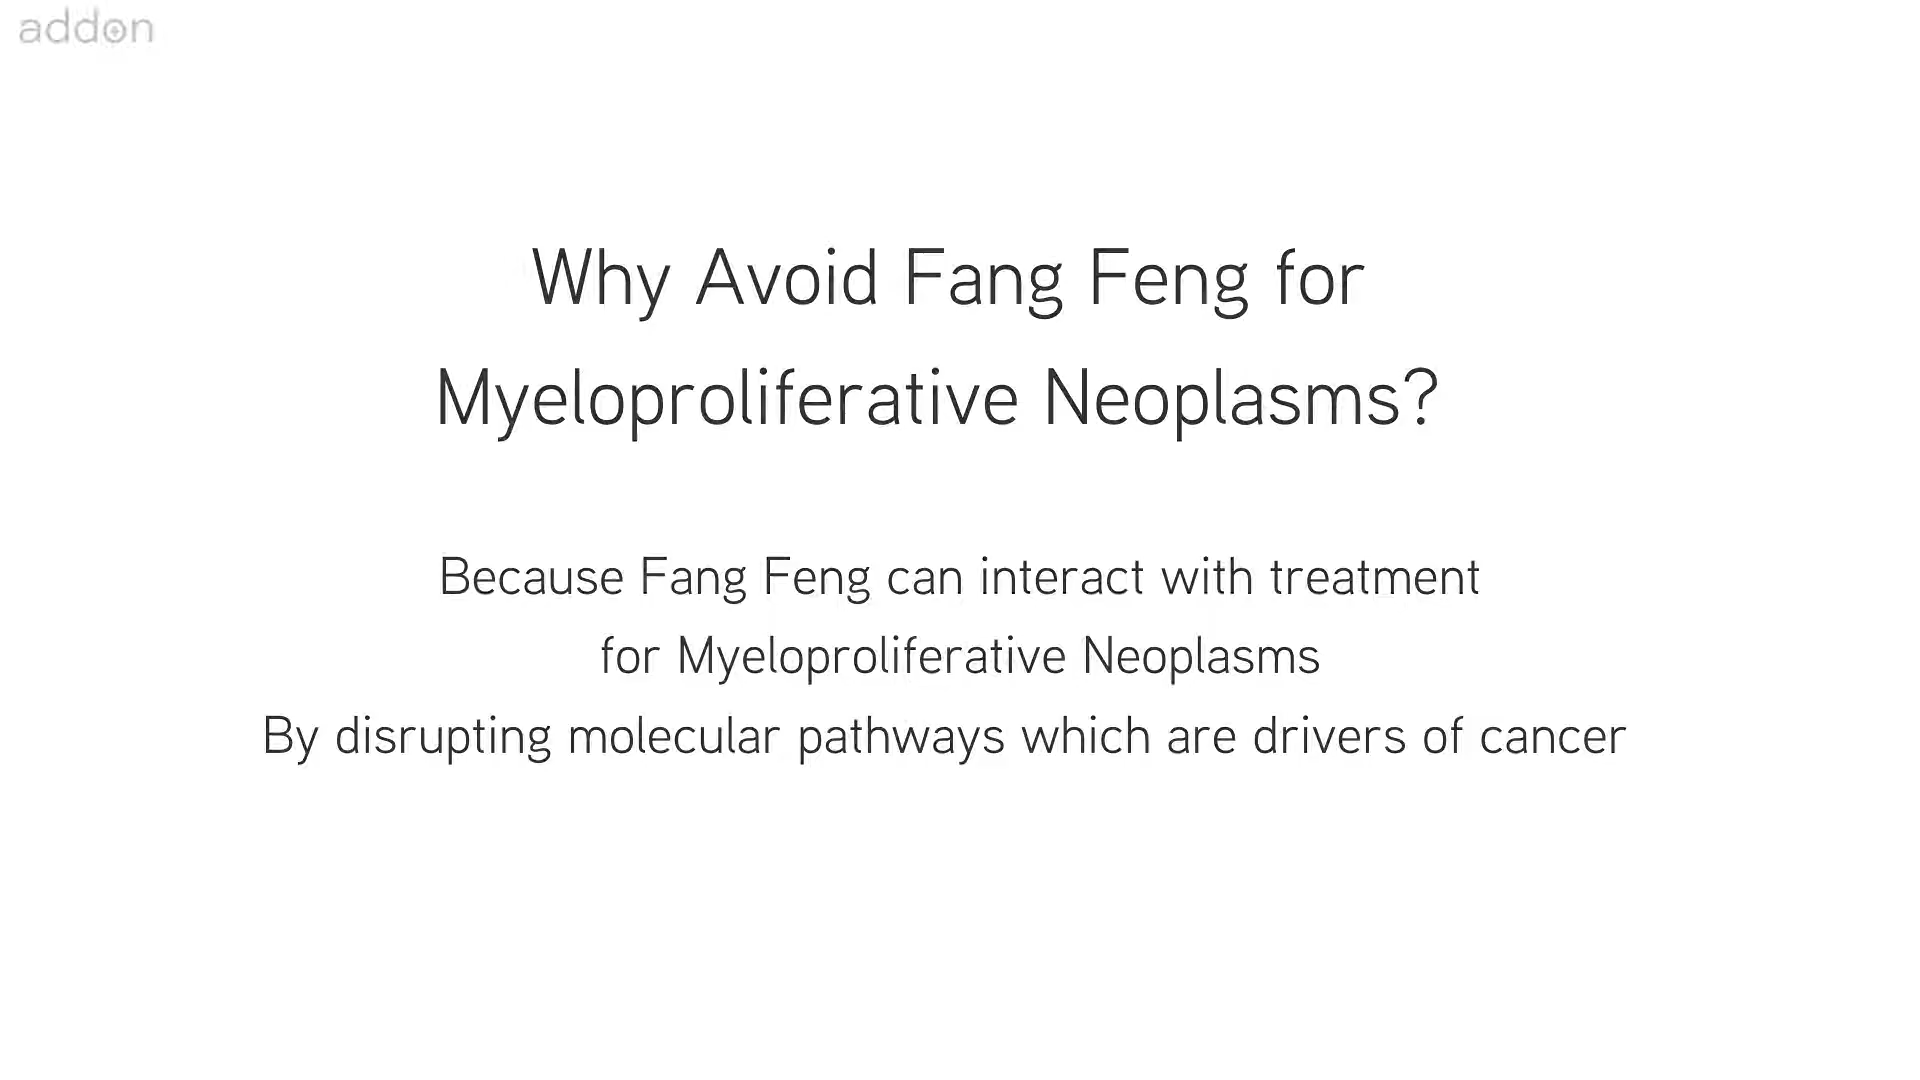 addon
Why Avoid Fang Feng for
Myeloproliferative Neoplasms?
Because Fang Feng can interact with treatment
for Myeloproliferative Neoplasms
By disrupting molecular pathways which are drivers of cancer